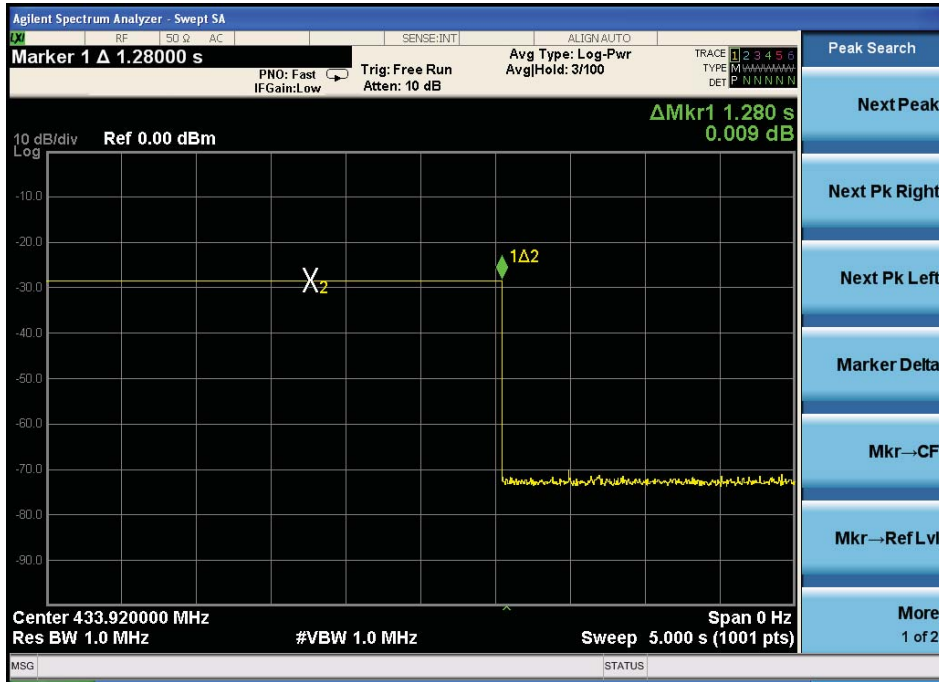 Agilent Spectrum Analyzer - Swept SA
LXI RF 50 Ω AC SENSE:INT ALIGN AUTO
Marker 1 Δ 1.28000 s
PNO: Fast
IFGain:Low
Trig: Free Run
Atten: 10 dB
Avg Type: Log-Pwr
Avg|Hold: 3/100
TRACE 1 2 3 4 5 6
TYPE M WWWWW
DET P N N N N N
ΔMkr1 1.280 s
0.009 dB
10 dB/div Ref 0.00 dBm
Log
-10.0
-20.0
-30.0
-40.0
-50.0
-60.0
-70.0
-80.0
-90.0
1Δ2
X2
Center 433.920000 MHz Span 0 Hz
Res BW 1.0 MHz #VBW 1.0 MHz Sweep 5.000 s (1001 pts)
MSG STATUS
Peak Search
Next Peak
Next Pk Right
Next Pk Left
Marker Delta
Mkr→CF
Mkr→Ref Lvl
More
1 of 2